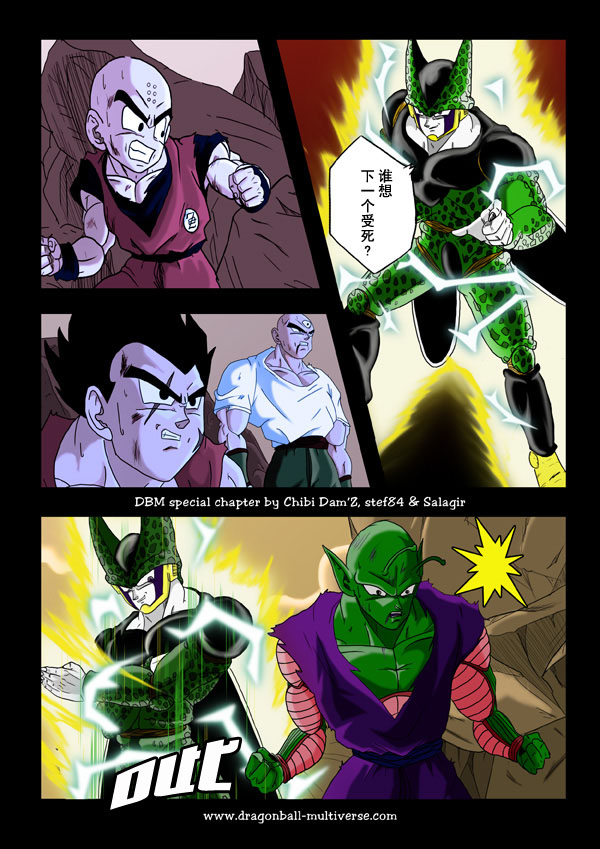 谁想
下一个受死？
DBM special chapter by Chibi Dam'Z, stef84 & Salagir
OUT
www.dragonball-multiverse.com